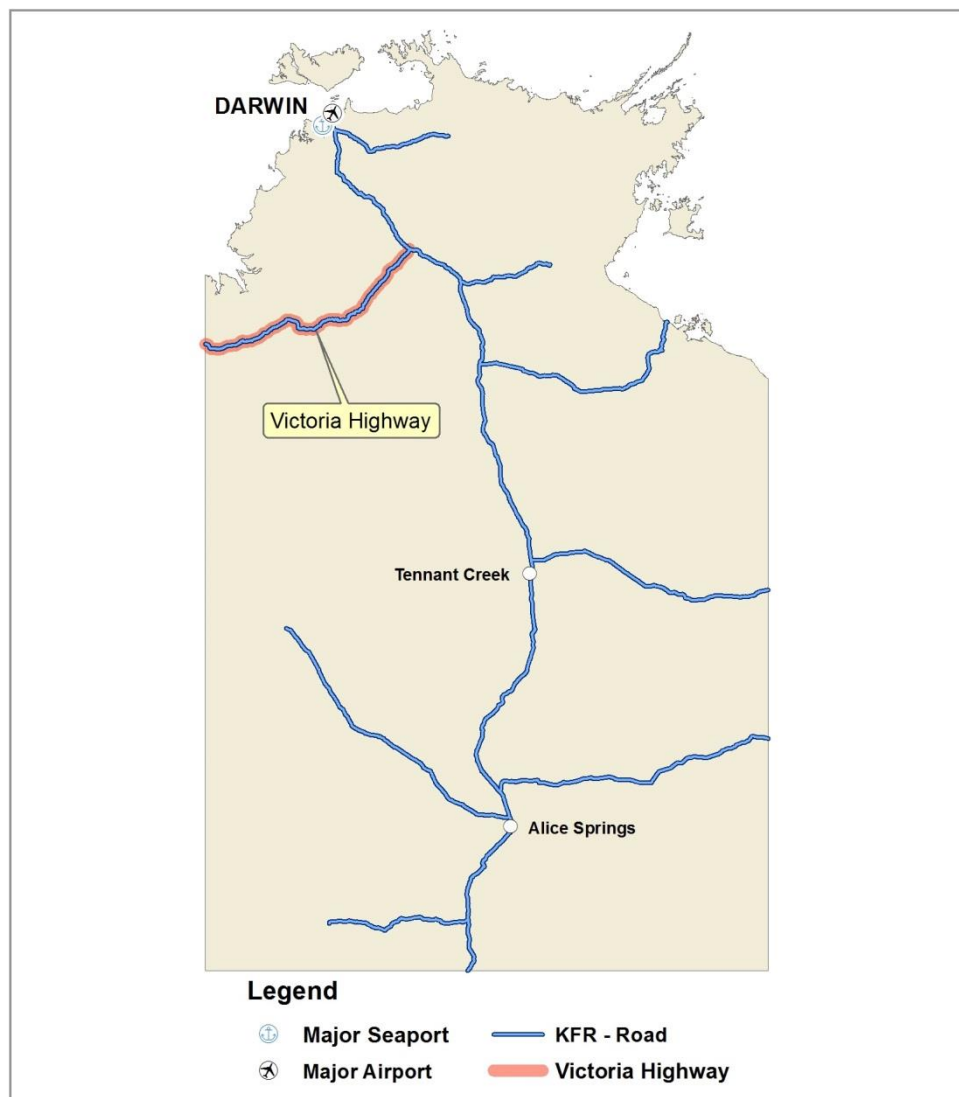 DARWIN
Victoria Highway
Tennant Creek
Alice Springs
Legend
Major Seaport
KFR - Road
Major Airport
Victoria Highway